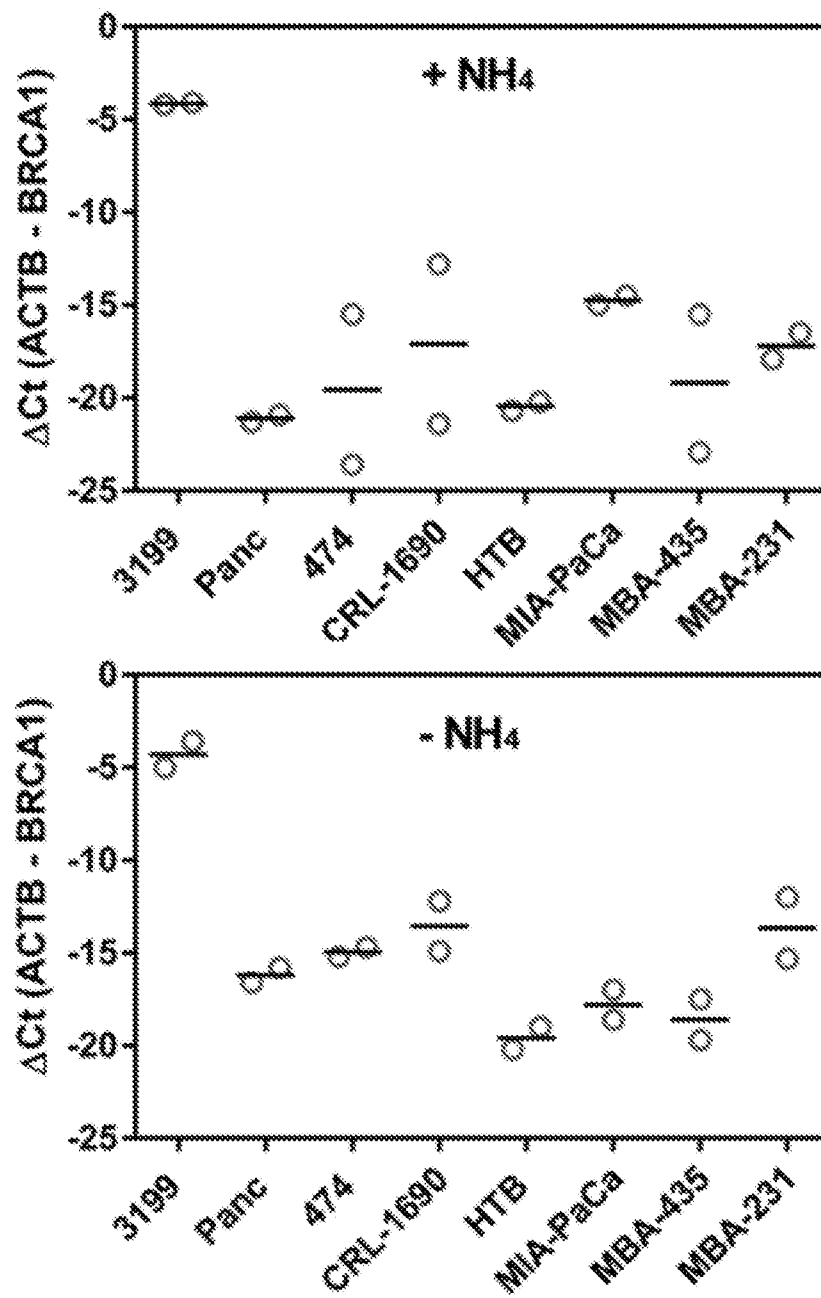 + NH₄
ΔCt (ACTB - BRCA1)
0
-5
-10
-15
-20
-25
3199
Panc
474
CRL-1690
HTB
MIA-PaCa
MBA-435
MBA-231
- NH₄
ΔCt (ACTB - BRCA1)
0
-5
-10
-15
-20
-25
3199
Panc
474
CRL-1690
HTB
MIA-PaCa
MBA-435
MBA-231